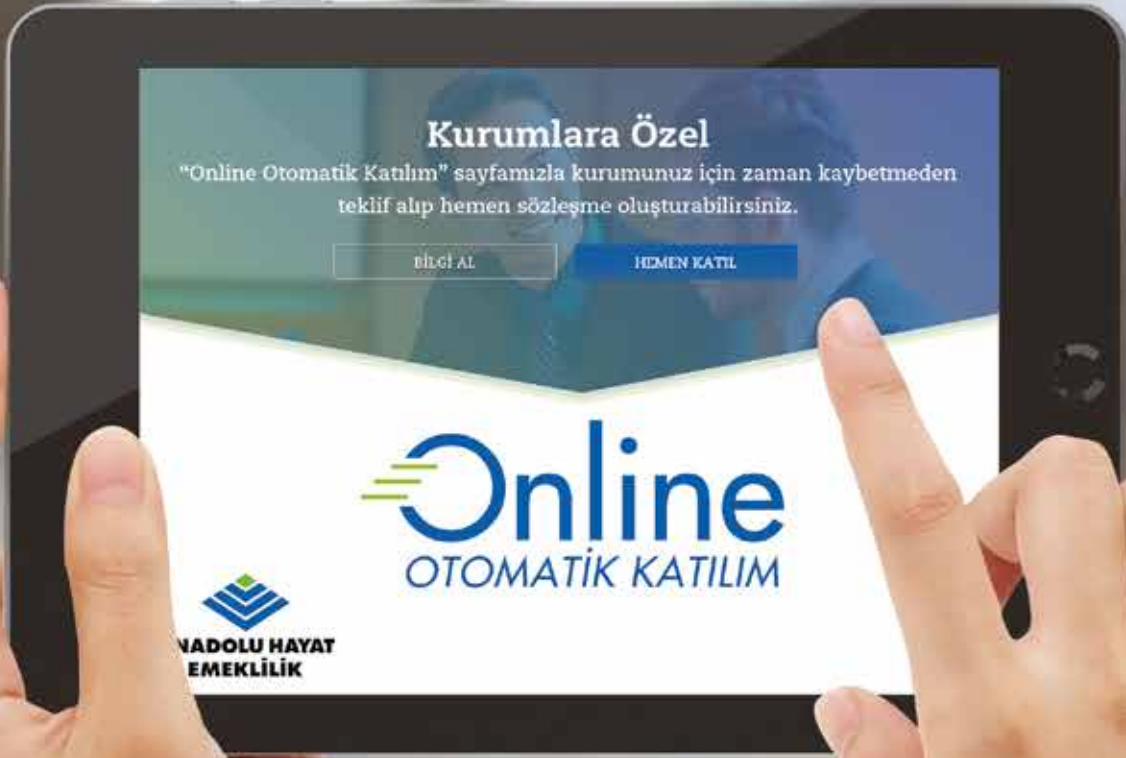 Kurumlara Özel
"Online Otomatik Katılım" sayfamızla kurumunuz için zaman kaybetmeden
teklif alıp hemen sözleşme oluşturabilirsiniz.
BİLGİ AL
HEMEN KATIL
Online
OTOMATİK KATILIM
NADOLU HAYAT
EMEKLİLİK